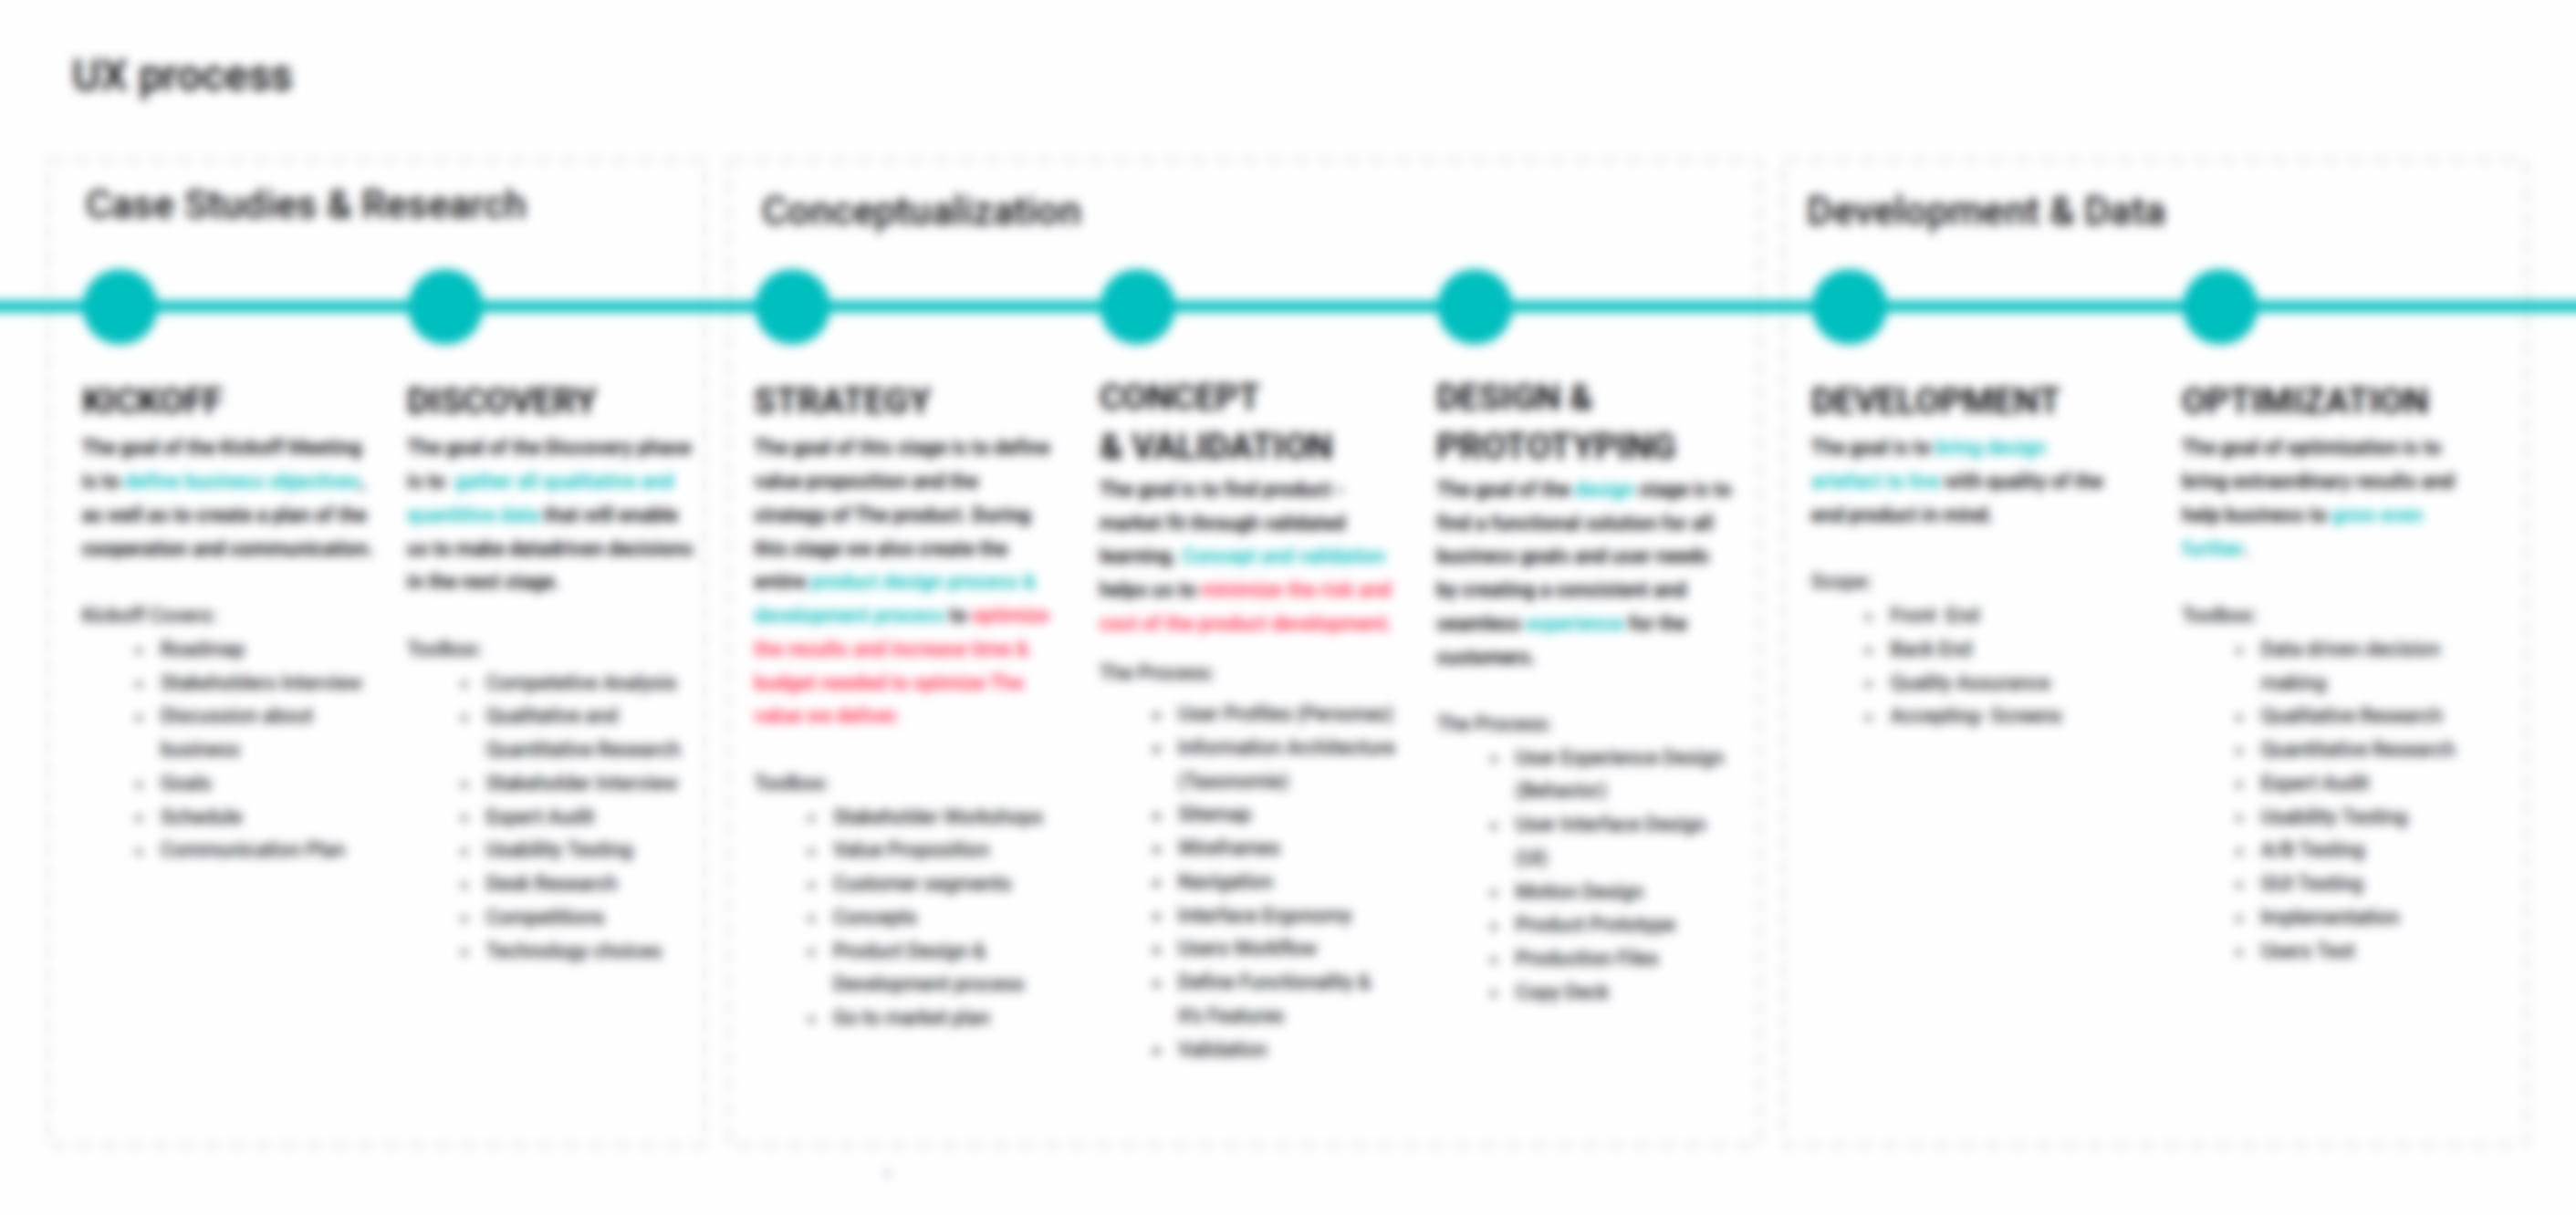 UX process
Case Studies & Research
KICKOFF
The goal of the Kickoff Meeting
is to define business objectives,
as well as to create a plan of the
cooperation and communication.
Kickoff Covers:
Roadmap
Stakeholders Interview
Discussion about
business
Goals
Schedule
Communication Plan
DISCOVERY
The goal of the Discovery phase
is to gather all qualitative and
quantitive data that will enable
us to make datadriven decisions
in the next stage.
Toolbox:
Competetive Analysis
Qualitative and
Quantitative Research
Stakeholder Interview
Expert Audit
Usability Testing
Desk Research
Competitions
Technology choices
Conceptualization
STRATEGY
The goal of this stage is to define
value proposition and the
strategy of The product. During
this stage we also create the
entire product design process &
development process to optimize
the results and increase time &
budget needed to optmize The
value we deliver.
Toolbox:
Stakeholder Workshops
Value Proposition
Customer segments
Concepts
Product Design &
Development process
Go to market plan
CONCEPT
& VALIDATION
The goal is to find product -
market fit through validated
learning. Concept and validation
helps us to minimize the risk and
cost of the product development.
The Process:
User Profiles (Personas)
Information Architecture
(Taxonomie)
Sitemap
Wireframes
Navigation
Interface Ergonomy
Users Workflow
Define Functionality &
it's Features
Validation
DESIGN &
PROTOTYPING
The goal of the design stage is to
find a functional solution for all
business goals and user needs
by creating a consistent and
seamless experience for the
customers.
The Process:
User Experience Design
(Behavior)
User Interface Design
(UI)
Motion Design
Product Prototype
Production Files
Copy Deck
Development & Data
DEVELOPMENT
The goal is to bring design
artefact to live with quality of the
end product in mind.
Scope:
Front End
Back End
Quality Assurance
Accepting Screens
OPTIMIZATION
The goal of optimization is to
bring extraordinary results and
help business to grow even
further.
Toolbox:
Data driven decision
making
Qualitative Research
Quantitative Research
Expert Audit
Usability Testing
A/B Testing
GUI Testing
Implementation
Users Test